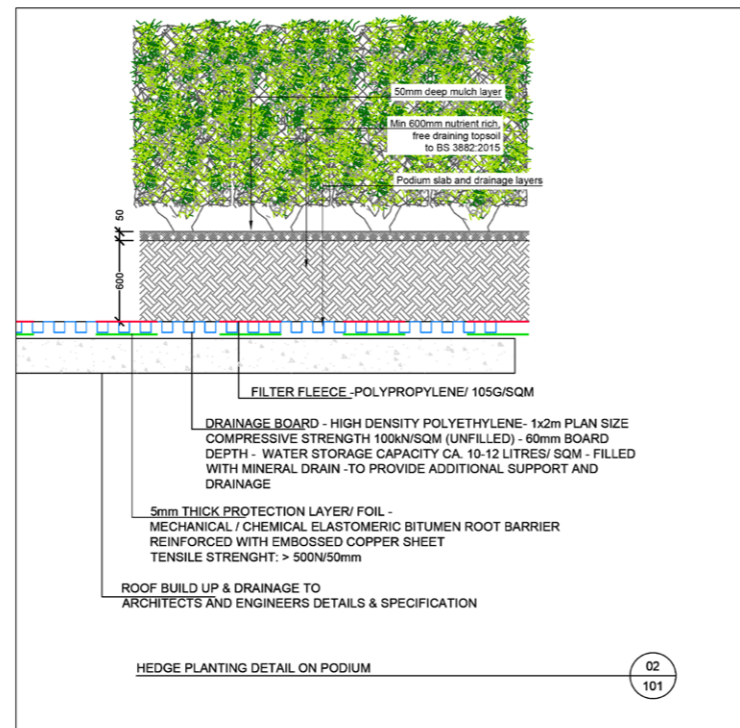 50mm deep mulch layer
Min 600mm nutrient rich,
free draining topsoil
to BS 3882:2015
Podium slab and drainage layers
50
600
FILTER FLEECE -POLYPROPYLENE/ 105G/SQM
DRAINAGE BOARD - HIGH DENSITY POLYETHYLENE- 1x2m PLAN SIZE
COMPRESSIVE STRENGTH 100kN/SQM (UNFILLED) - 60mm BOARD
DEPTH - WATER STORAGE CAPACITY CA. 10-12 LITRES/ SQM - FILLED
WITH MINERAL DRAIN -TO PROVIDE ADDITIONAL SUPPORT AND
DRAINAGE
5mm THICK PROTECTION LAYER/ FOIL -
MECHANICAL / CHEMICAL ELASTOMERIC BITUMEN ROOT BARRIER
REINFORCED WITH EMBOSSED COPPER SHEET
TENSILE STRENGHT: > 500N/50mm
ROOF BUILD UP & DRAINAGE TO
ARCHITECTS AND ENGINEERS DETAILS & SPECIFICATION
HEDGE PLANTING DETAIL ON PODIUM
02
101